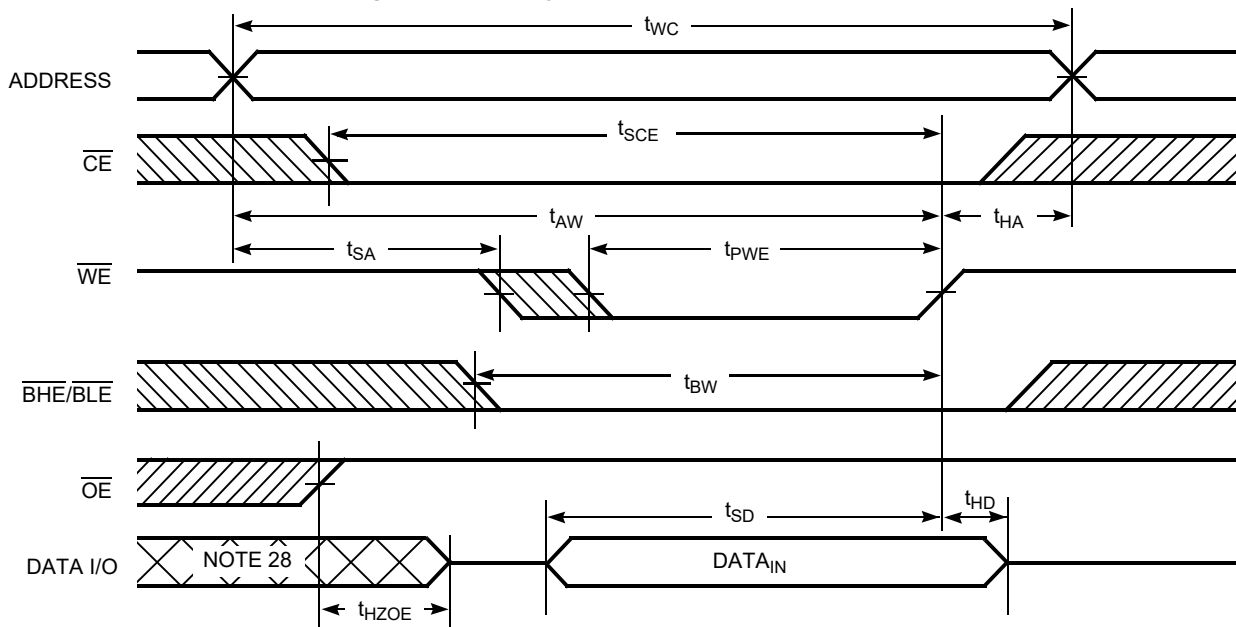 tWC
ADDRESS
tSCE
CE
tAW
tHA
tSA
tPWE
WE
tBW
BHE/BLE
OE
tSD
tHD
DATA I/O
NOTE 28
DATAIN
tHZOE